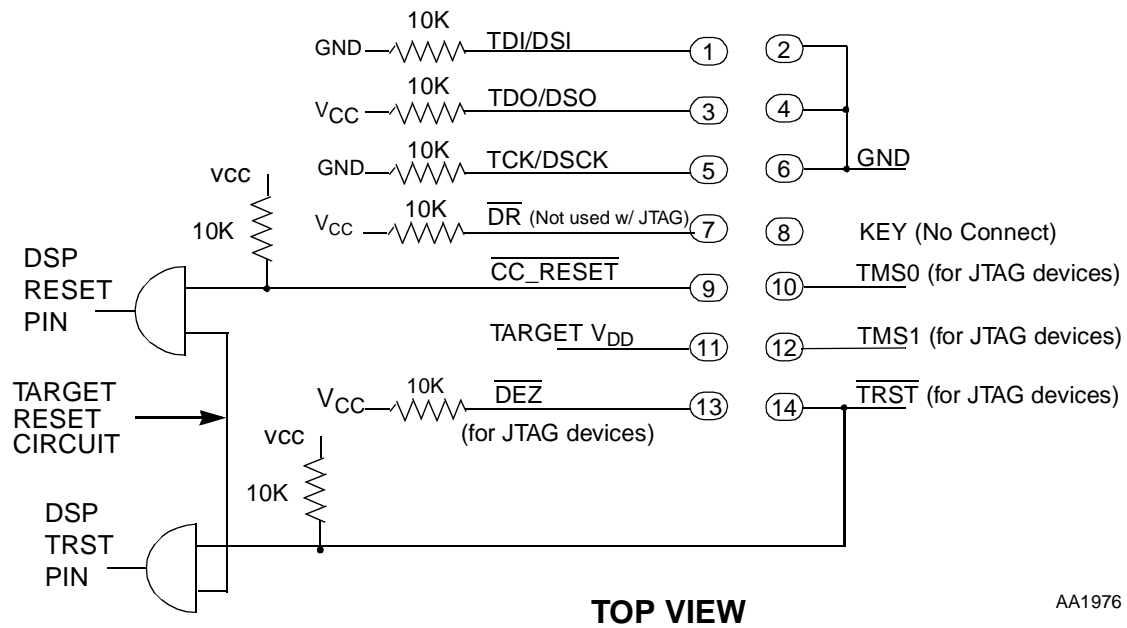 10K
GND TDI/DSI 1 2
10K
VCC TDO/DSO 3 4
10K
GND TCK/DSCK 5 6 GND
vcc
10K
10K
VCC DR (Not used w/ JTAG) 7 8 KEY (No Connect)
DSP
RESET
PIN
CC_RESET 9 10 TMS0 (for JTAG devices)
TARGET VDD 11 12 TMS1 (for JTAG devices)
TARGET
RESET
CIRCUIT
10K
VCC DEZ 13 14 TRST (for JTAG devices)
(for JTAG devices)
vcc
10K
DSP
TRST
PIN
TOP VIEW
AA1976